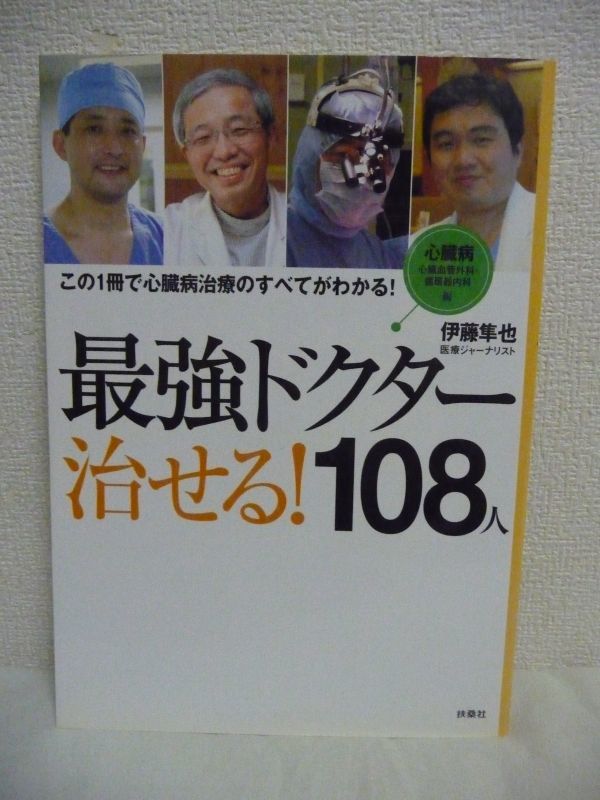 この1冊で心臓病治療のすべてがわかる!
心臓病
心臓血管外科・
循環器内科
編
伊藤隼也
医療ジャーナリスト
最強ドクター
治せる!108人
扶桑社